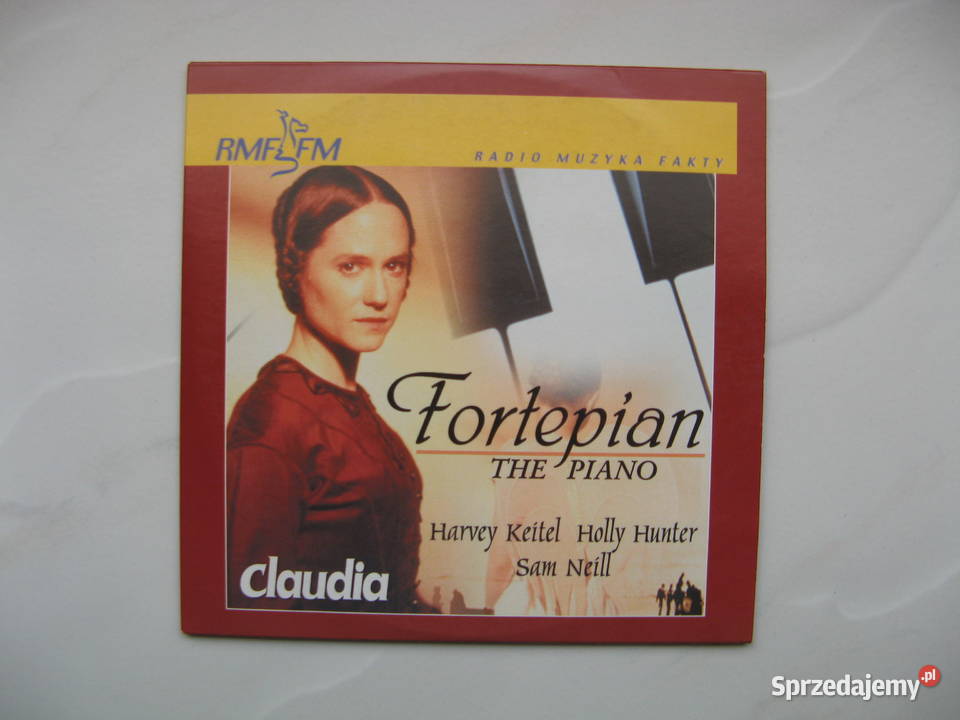 RMF FM
RADIO MUZYKA FAKTY
Fortepian
THE PIANO
Harvey Keitel Holly Hunter
Sam Neill
Claudia
Sprzedajemy.pl